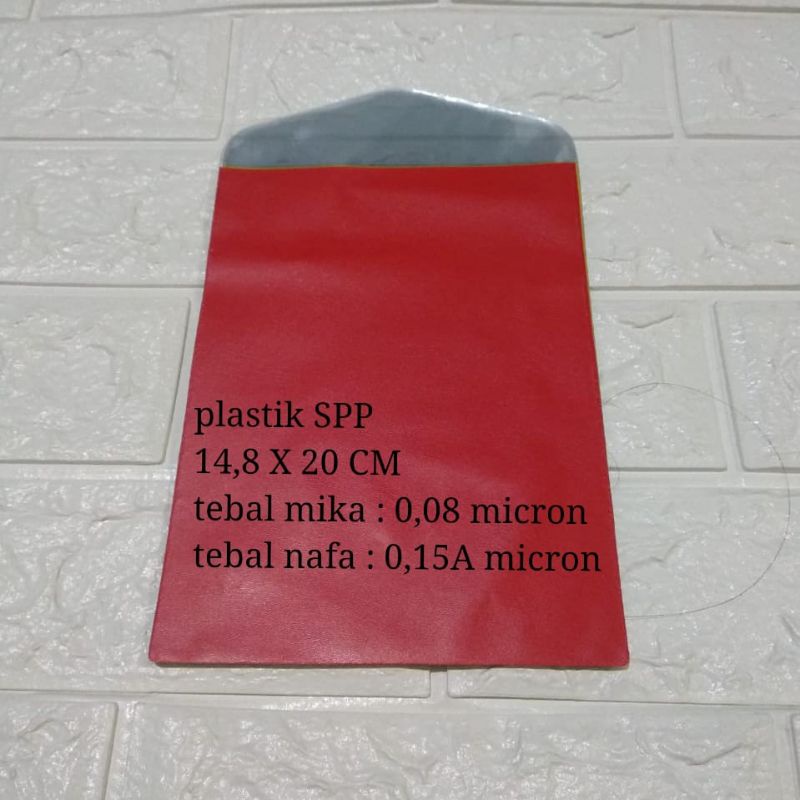 plastik SPP
14,8 X 20 CM
tebal mika : 0,08 micron
tebal nafa : 0,15A micron